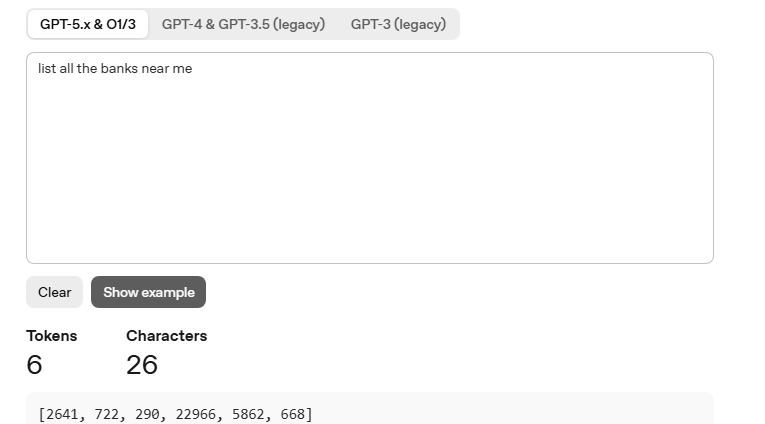 GPT-5.x & O1/3 GPT-4 & GPT-3.5 (legacy) GPT-3 (legacy)
list all the banks near me
Clear Show example
Tokens Characters
6 26
[2641, 722, 290, 22966, 5862, 668]